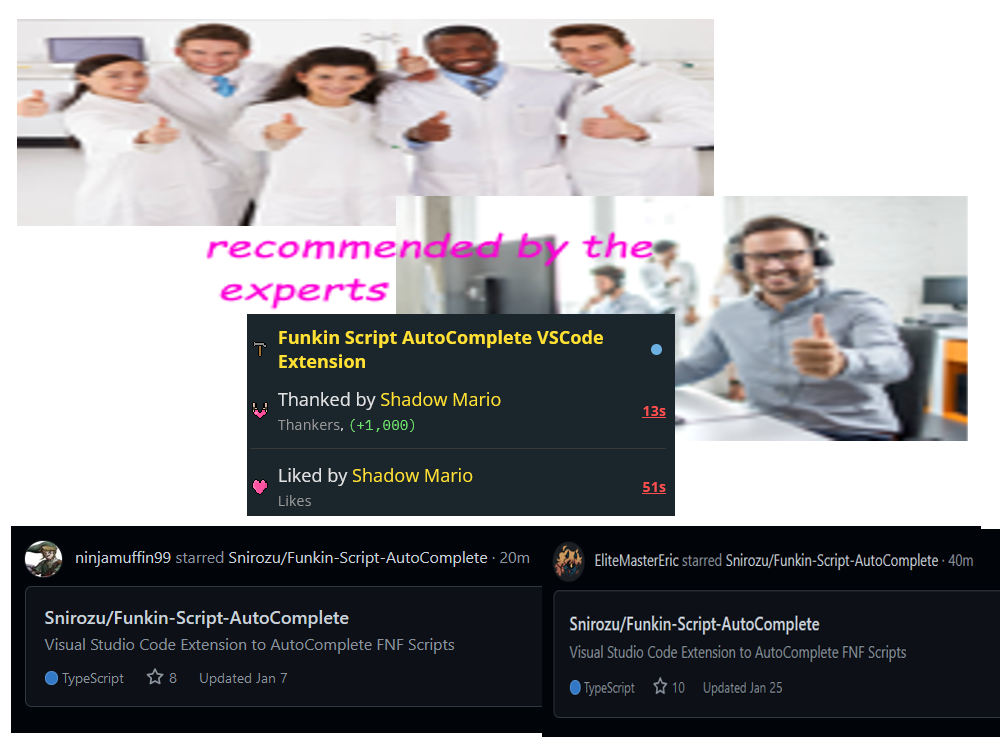 recommended by the
experts
Funkin Script AutoComplete VSCode
Extension
Thanked by Shadow Mario
13s
Thankers, (+1,000)
Liked by Shadow Mario
51s
Likes
ninjamuffin99 starred Snirozu/Funkin-Script-AutoComplete · 20m
Snirozu/Funkin-Script-AutoComplete
Visual Studio Code Extension to AutoComplete FNF Scripts
TypeScript 8 Updated Jan 7
EliteMasterEric starred Snirozu/Funkin-Script-AutoComplete · 40m
Snirozu/Funkin-Script-AutoComplete
Visual Studio Code Extension to AutoComplete FNF Scripts
TypeScript 10 Updated Jan 25